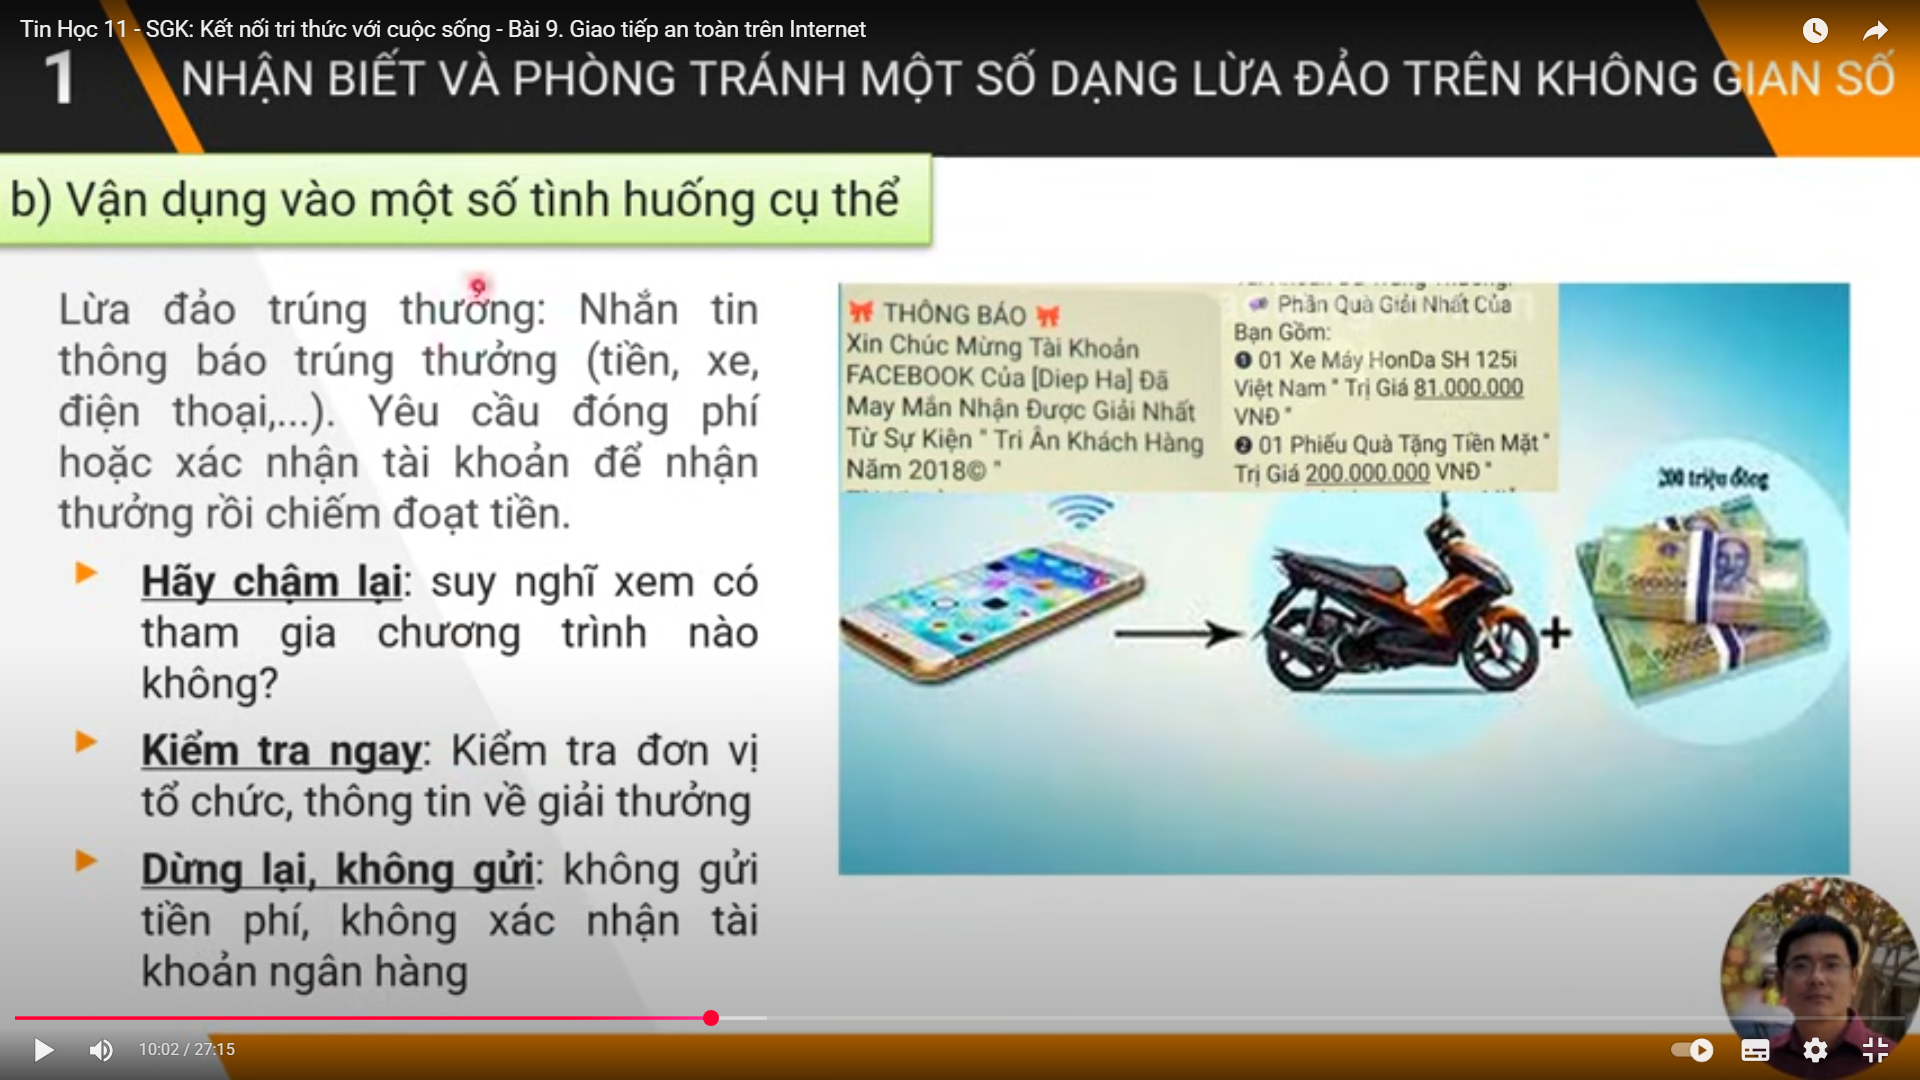 Tin Học 11 - SGK: Kết nối tri thức với cuộc sống - Bài 9. Giao tiếp an toàn trên Internet
1 NHẬN BIẾT VÀ PHÒNG TRÁNH MỘT SỐ DẠNG LỪA ĐẢO TRÊN KHÔNG GIAN SỐ
b) Vận dụng vào một số tình huống cụ thể
Lừa đảo trúng thưởng: Nhắn tin
thông báo trúng thưởng (tiền, xe,
điện thoại,...). Yêu cầu đóng phí
hoặc xác nhận tài khoản để nhận
thưởng rồi chiếm đoạt tiền.
Hãy chậm lại: suy nghĩ xem có
tham gia chương trình nào
không?
Kiểm tra ngay: Kiểm tra đơn vị
tổ chức, thông tin về giải thưởng
Dừng lại, không gửi: không gửi
tiền phí, không xác nhận tài
khoản ngân hàng
THÔNG BÁO
Xin Chúc Mừng Tài Khoản
FACEBOOK Của [Diep Ha] Đã
May Mắn Nhận Được Giải Nhất
Từ Sự Kiện " Tri Ân Khách Hàng
Năm 2018© "
Phần Quà Giải Nhất Của
Bạn Gồm:
❶ 01 Xe Máy HonDa SH 125i
Việt Nam " Trị Giá 81.000.000
VNĐ "
❷ 01 Phiếu Quà Tặng Tiền Mặt "
Trị Giá 200.000.000 VNĐ "
200 triệu đồng
10:02 / 27:15